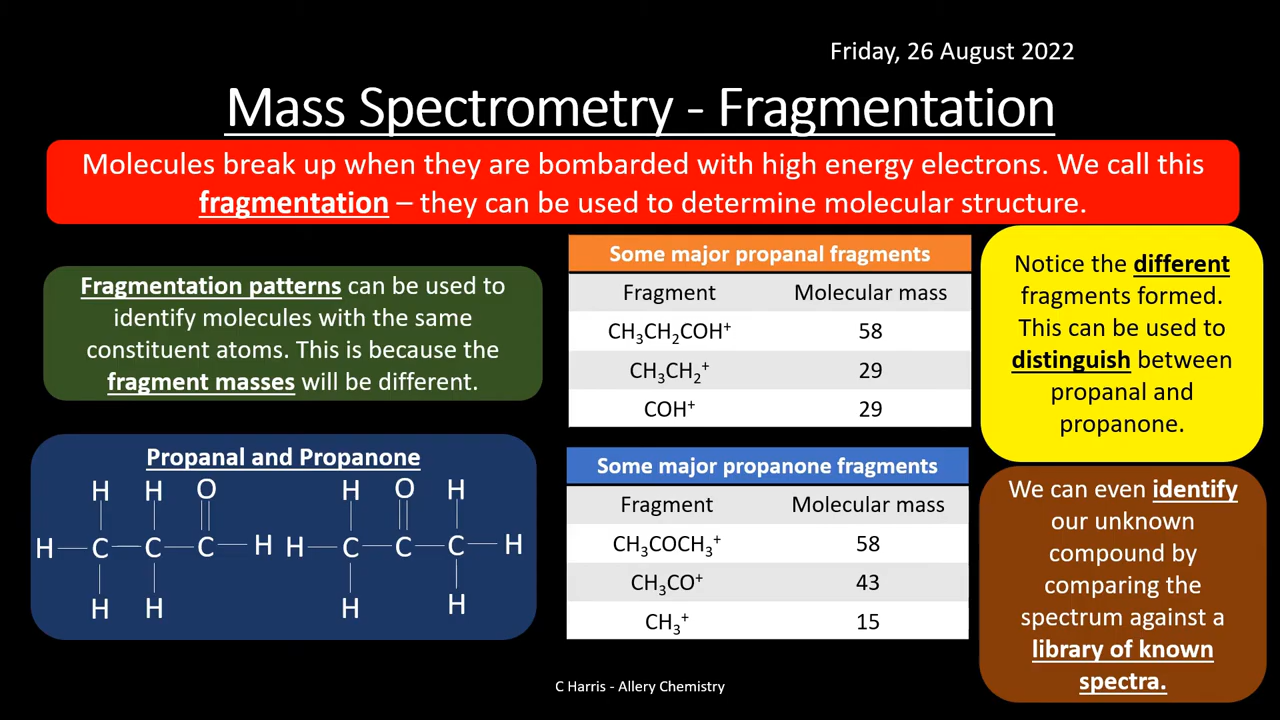 Friday, 26 August 2022
Mass Spectrometry - Fragmentation
Molecules break up when they are bombarded with high energy electrons. We call this
fragmentation – they can be used to determine molecular structure.
Fragmentation patterns can be used to
identify molecules with the same
constituent atoms. This is because the
fragment masses will be different.
Propanal and Propanone
H H O
H C C C H
H H
H O H
H C C C H
H H
Some major propanal fragments
Fragment Molecular mass
CH₃CH₂COH⁺ 58
CH₃CH₂⁺ 29
COH⁺ 29
Some major propanone fragments
Fragment Molecular mass
CH₃COCH₃⁺ 58
CH₃CO⁺ 43
CH₃⁺ 15
Notice the different
fragments formed.
This can be used to
distinguish between
propanal and
propanone.
We can even identify
our unknown
compound by
comparing the
spectrum against a
library of known
spectra.
C Harris - Allery Chemistry